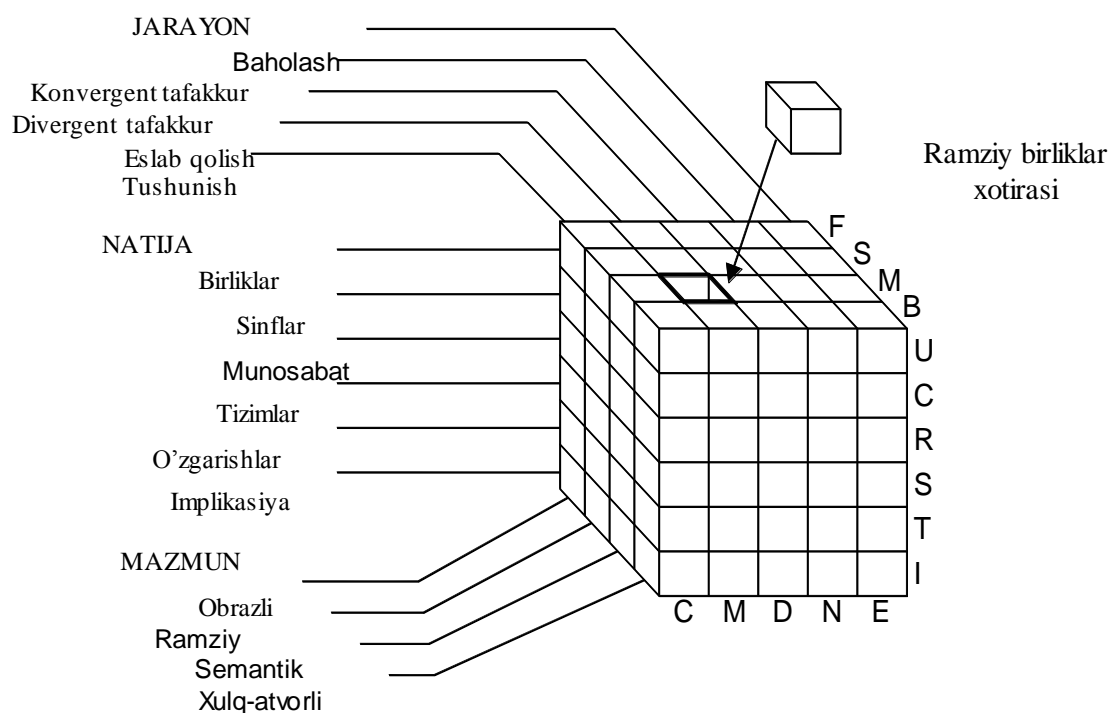 JARAYON
Baholash
Konvergent tafakkur
Divergent tafakkur
Eslab qolish
Tushunish
Ramziy birliklar
xotirasi
NATIJA
Birliklar
Sinflar
Munosabat
Tizimlar
O'zgarishlar
Implikasiya
MAZMUN
Obrazli
Ramziy
Semantik
Xulq-atvorli
F
S
M
B
U
C
R
S
T
I
C M D N E